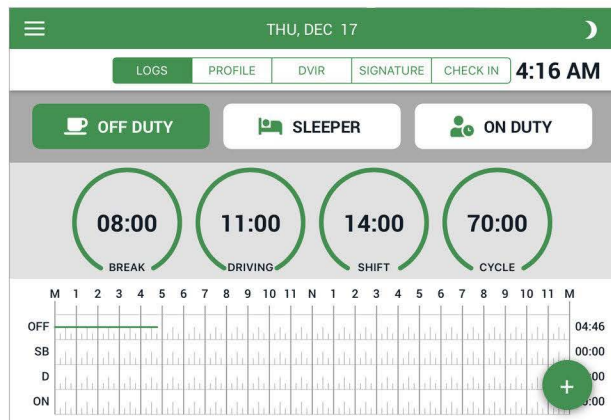 THU, DEC 17
LOGS PROFILE DVIR SIGNATURE CHECK IN 4:16 AM
OFF DUTY SLEEPER ON DUTY
08:00 11:00 14:00 70:00
BREAK DRIVING SHIFT CYCLE
M 1 2 3 4 5 6 7 8 9 10 11 N 1 2 3 4 5 6 7 8 9 10 11 M
OFF 04:46
SB 00:00
D :00
ON :00
+